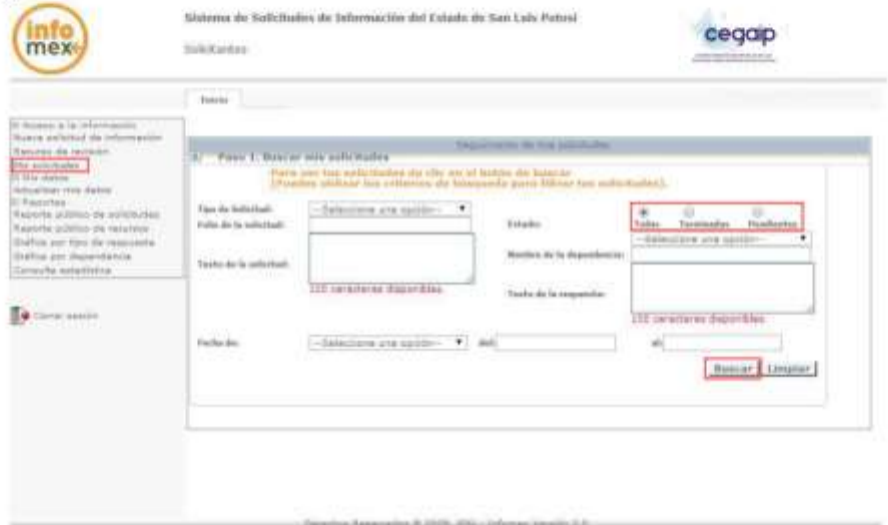 info
mex
Sistema de Solicitudes de Información del Estado de San Luis Potosí
Solicitantes
cegaip
Inicio
Acceso a la información
Nueva solicitud de información
Recurso de revisión
Mis solicitudes
Mis datos
Actualizar mis datos
Reportes
Reporte público de solicitudes
Reporte público de recursos
Gráfica por tipo de respuesta
Gráfica por dependencia
Consulta estadística
Cerrar sesión
Seguimiento de tus solicitudes
Paso 1. Buscar mis solicitudes
Para ver tus solicitudes da clic en el botón de buscar
(Puedes utilizar los criterios de búsqueda para filtrar tus solicitudes).
Tipo de Solicitud: --Seleccione una opción--
Folio de la solicitud:
Estado: Todas Terminadas Pendientes
Nombre de la dependencia: --Seleccione una opción--
Texto de la solicitud:
caracteres disponibles
Texto de la respuesta:
caracteres disponibles
Fecha de: --Seleccione una opción-- del al
Buscar Limpiar